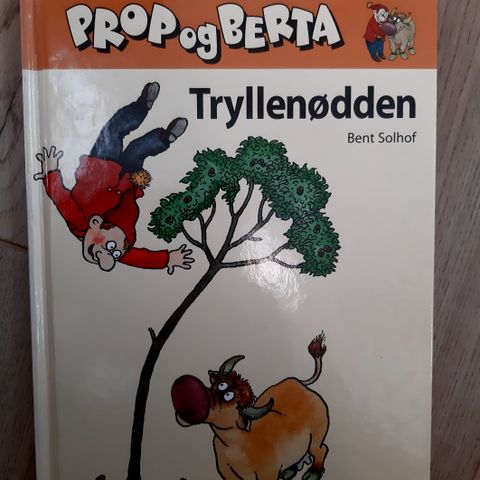 PROP og BERTA
Tryllenødden
Bent Solhof